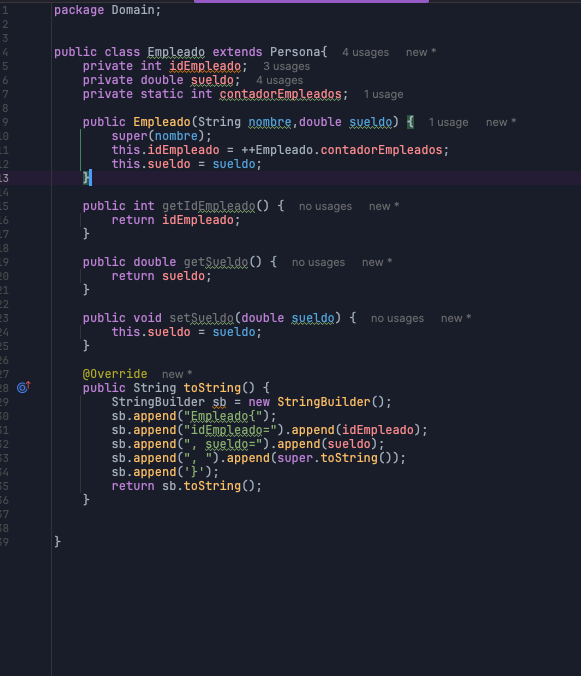 1 package Domain;
2
3
4 public class Empleado extends Persona{ 4 usages new *
5 private int idEmpleado; 3 usages
6 private double sueldo; 4 usages
7 private static int contadorEmpleados; 1 usage
8
9 public Empleado(String nombre,double sueldo) { 1 usage new *
10 super(nombre);
11 this.idEmpleado = ++Empleado.contadorEmpleados;
12 this.sueldo = sueldo;
13 }
14
15 public int getIdEmpleado() { no usages new *
16 return idEmpleado;
17 }
18
19 public double getSueldo() { no usages new *
20 return sueldo;
21 }
22
23 public void setSueldo(double sueldo) { no usages new *
24 this.sueldo = sueldo;
25 }
26
27 @Override new *
28 public String toString() {
29 StringBuilder sb = new StringBuilder();
30 sb.append("Empleado{");
31 sb.append("idEmpleado=").append(idEmpleado);
32 sb.append(", sueldo=").append(sueldo);
33 sb.append(", ").append(super.toString());
34 sb.append('}');
35 return sb.toString();
36 }
37
38
39 }